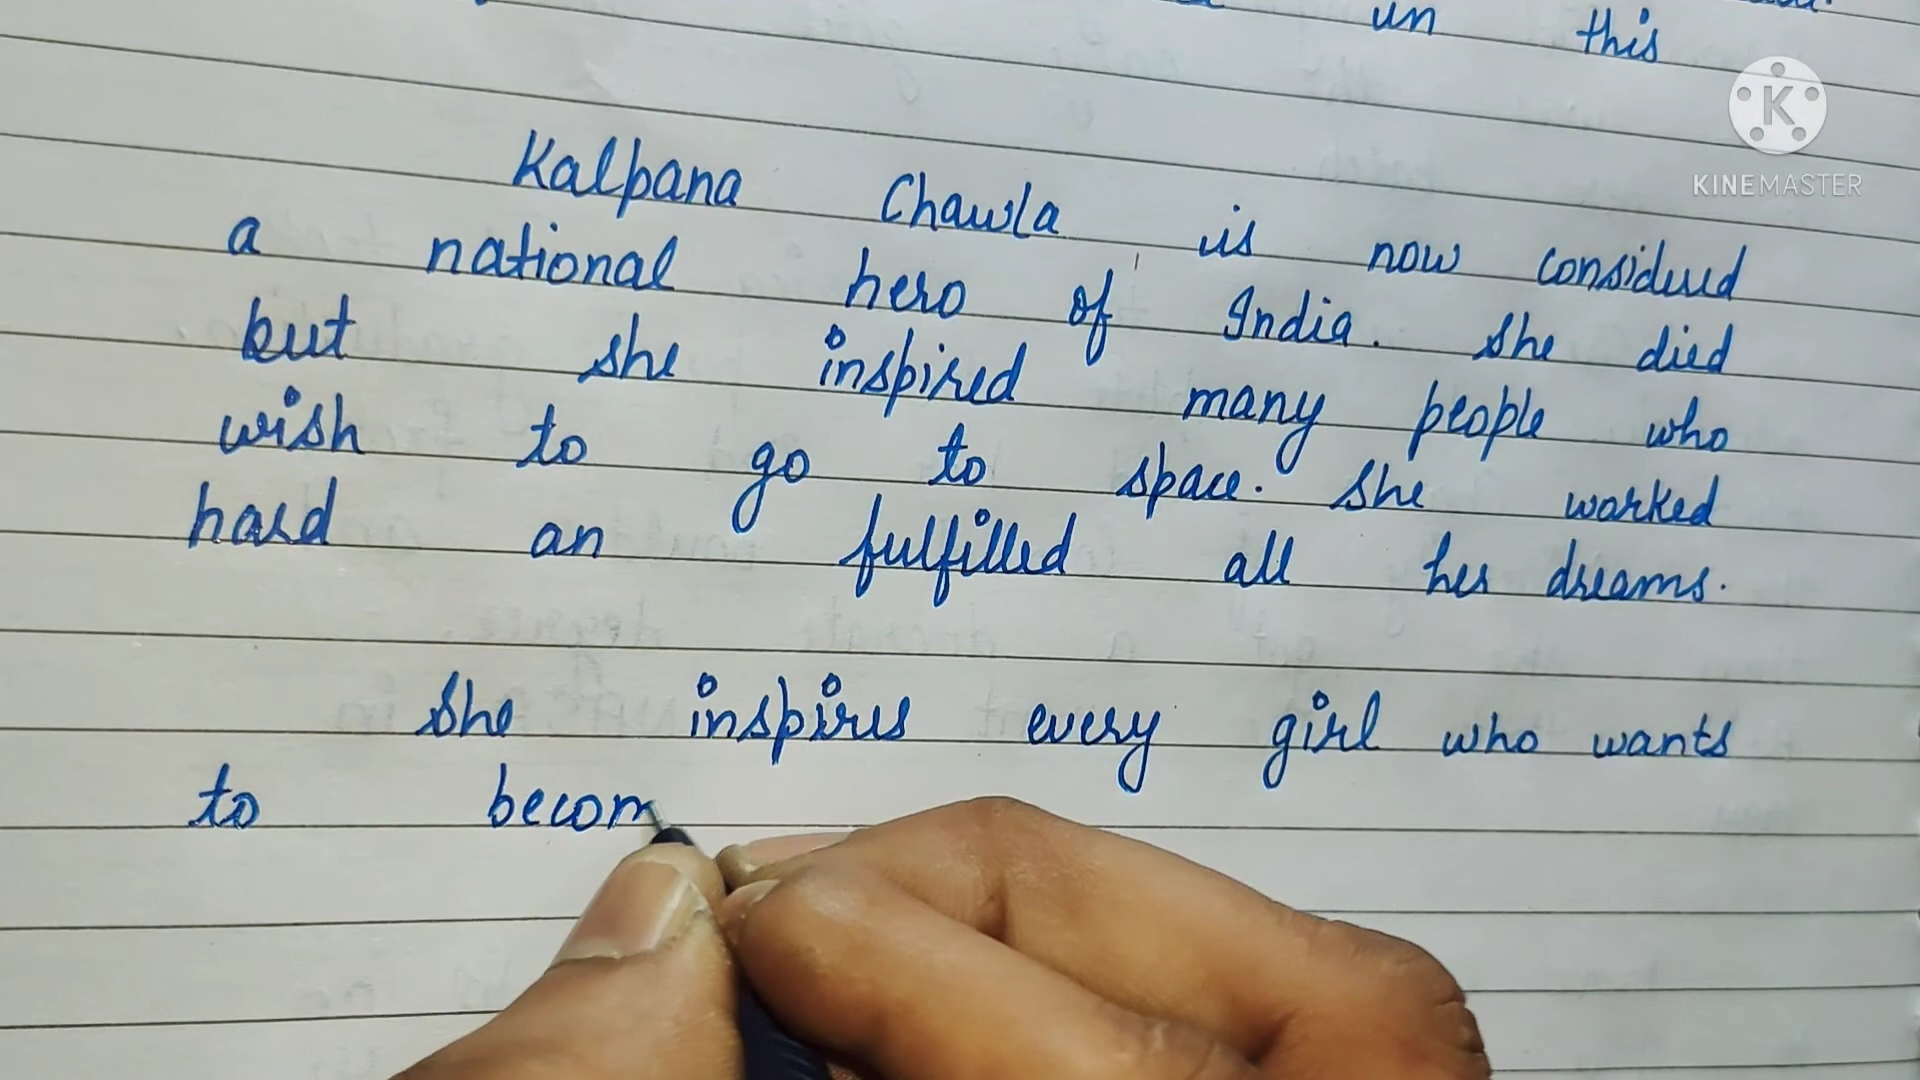 in this
KINEMASTER
Kalpana Chawla is now considered
a national hero of India. She died
but she inspired many people who
wish to go to space. She worked
hard an fulfilled all her dreams.
She inspires every girl who wants
to becom